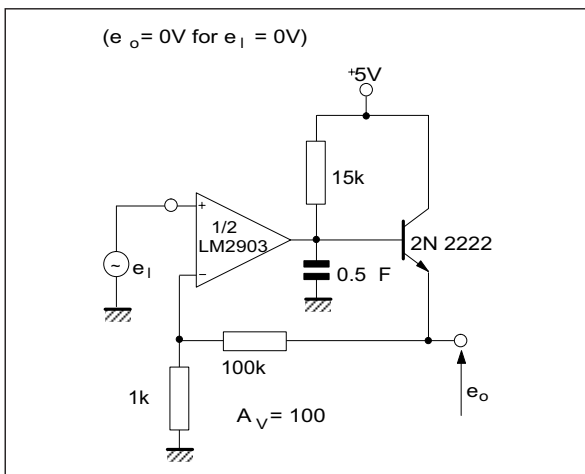 (e o = 0V for e I = 0V)
+5V
15k
1/2
LM2903
+
−
2N 2222
~
e I
0.5 F
100k
1k
A V = 100
e o